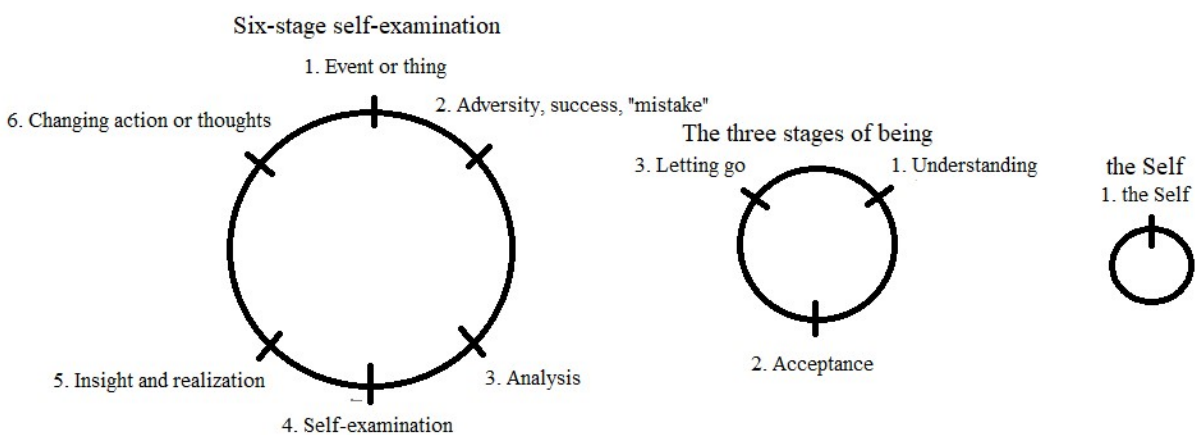 Six-stage self-examination
1. Event or thing
2. Adversity, success, "mistake"
3. Analysis
4. Self-examination
5. Insight and realization
6. Changing action or thoughts
The three stages of being
1. Understanding
2. Acceptance
3. Letting go
the Self
1. the Self